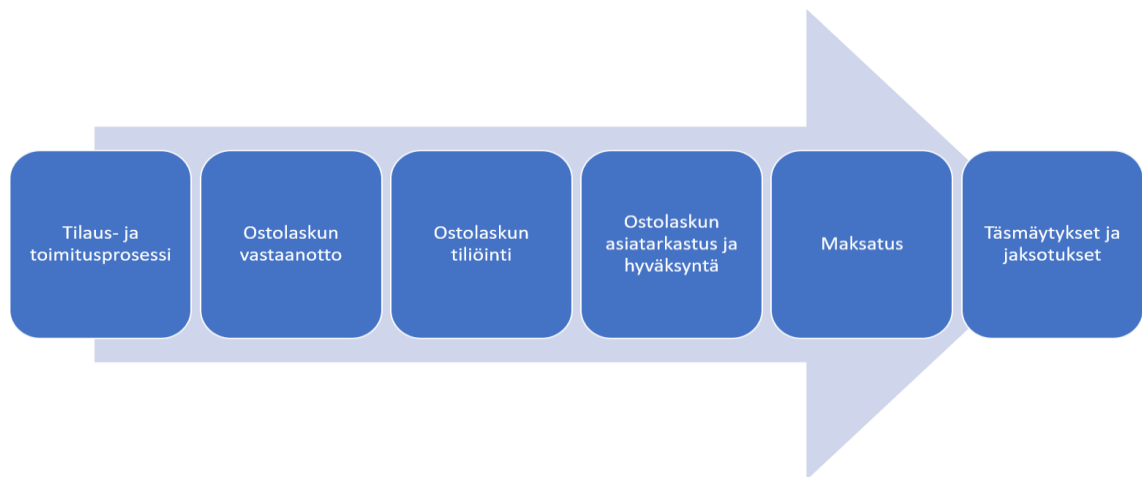 Tilaus- ja
toimitusprosessi
Ostolaskun
vastaanotto
Ostolaskun
tiliöinti
Ostolaskun
asiatarkastus ja
hyväksyntä
Maksatus
Täsmäytykset ja
jaksotukset